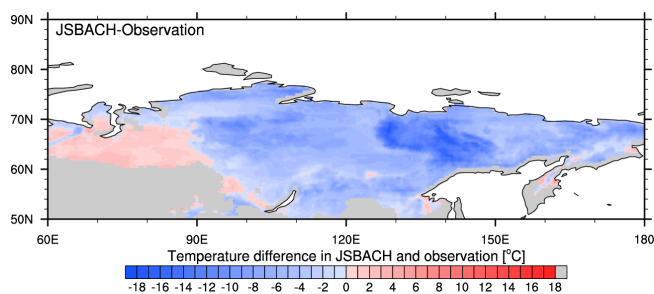 90N
JSBACH-Observation
80N
70N
60N
50N
60E 90E 120E 150E 180
Temperature difference in JSBACH and observation [°C]
-18 -16 -14 -12 -10 -8 -6 -4 -2 0 2 4 6 8 10 12 14 16 18